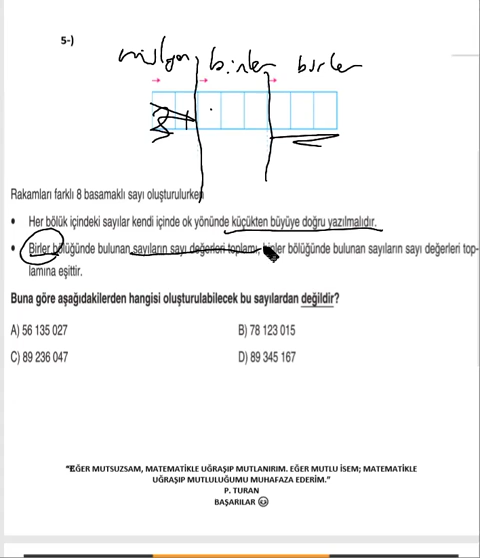 5-)
milyon binler birler
Rakamları farklı 8 basamaklı sayı oluşturulurken
• Her bölük içindeki sayılar kendi içinde ok yönünde küçükten büyüye doğru yazılmalıdır.
• Birler bölüğünde bulunan sayıların sayı değerleri toplamı, binler bölüğünde bulunan sayıların sayı değerleri top-
lamına eşittir.
Buna göre aşağıdakilerden hangisi oluşturulabilecek bu sayılardan değildir?
A) 56 135 027 B) 78 123 015
C) 89 236 047 D) 89 345 167
"EĞER MUTSUZSAM, MATEMATİKLE UĞRAŞIP MUTLANIRIM. EĞER MUTLU İSEM; MATEMATİKLE
UĞRAŞIP MUTLULUĞUMU MUHAFAZA EDERİM."
P. TURAN
BAŞARILAR ☺